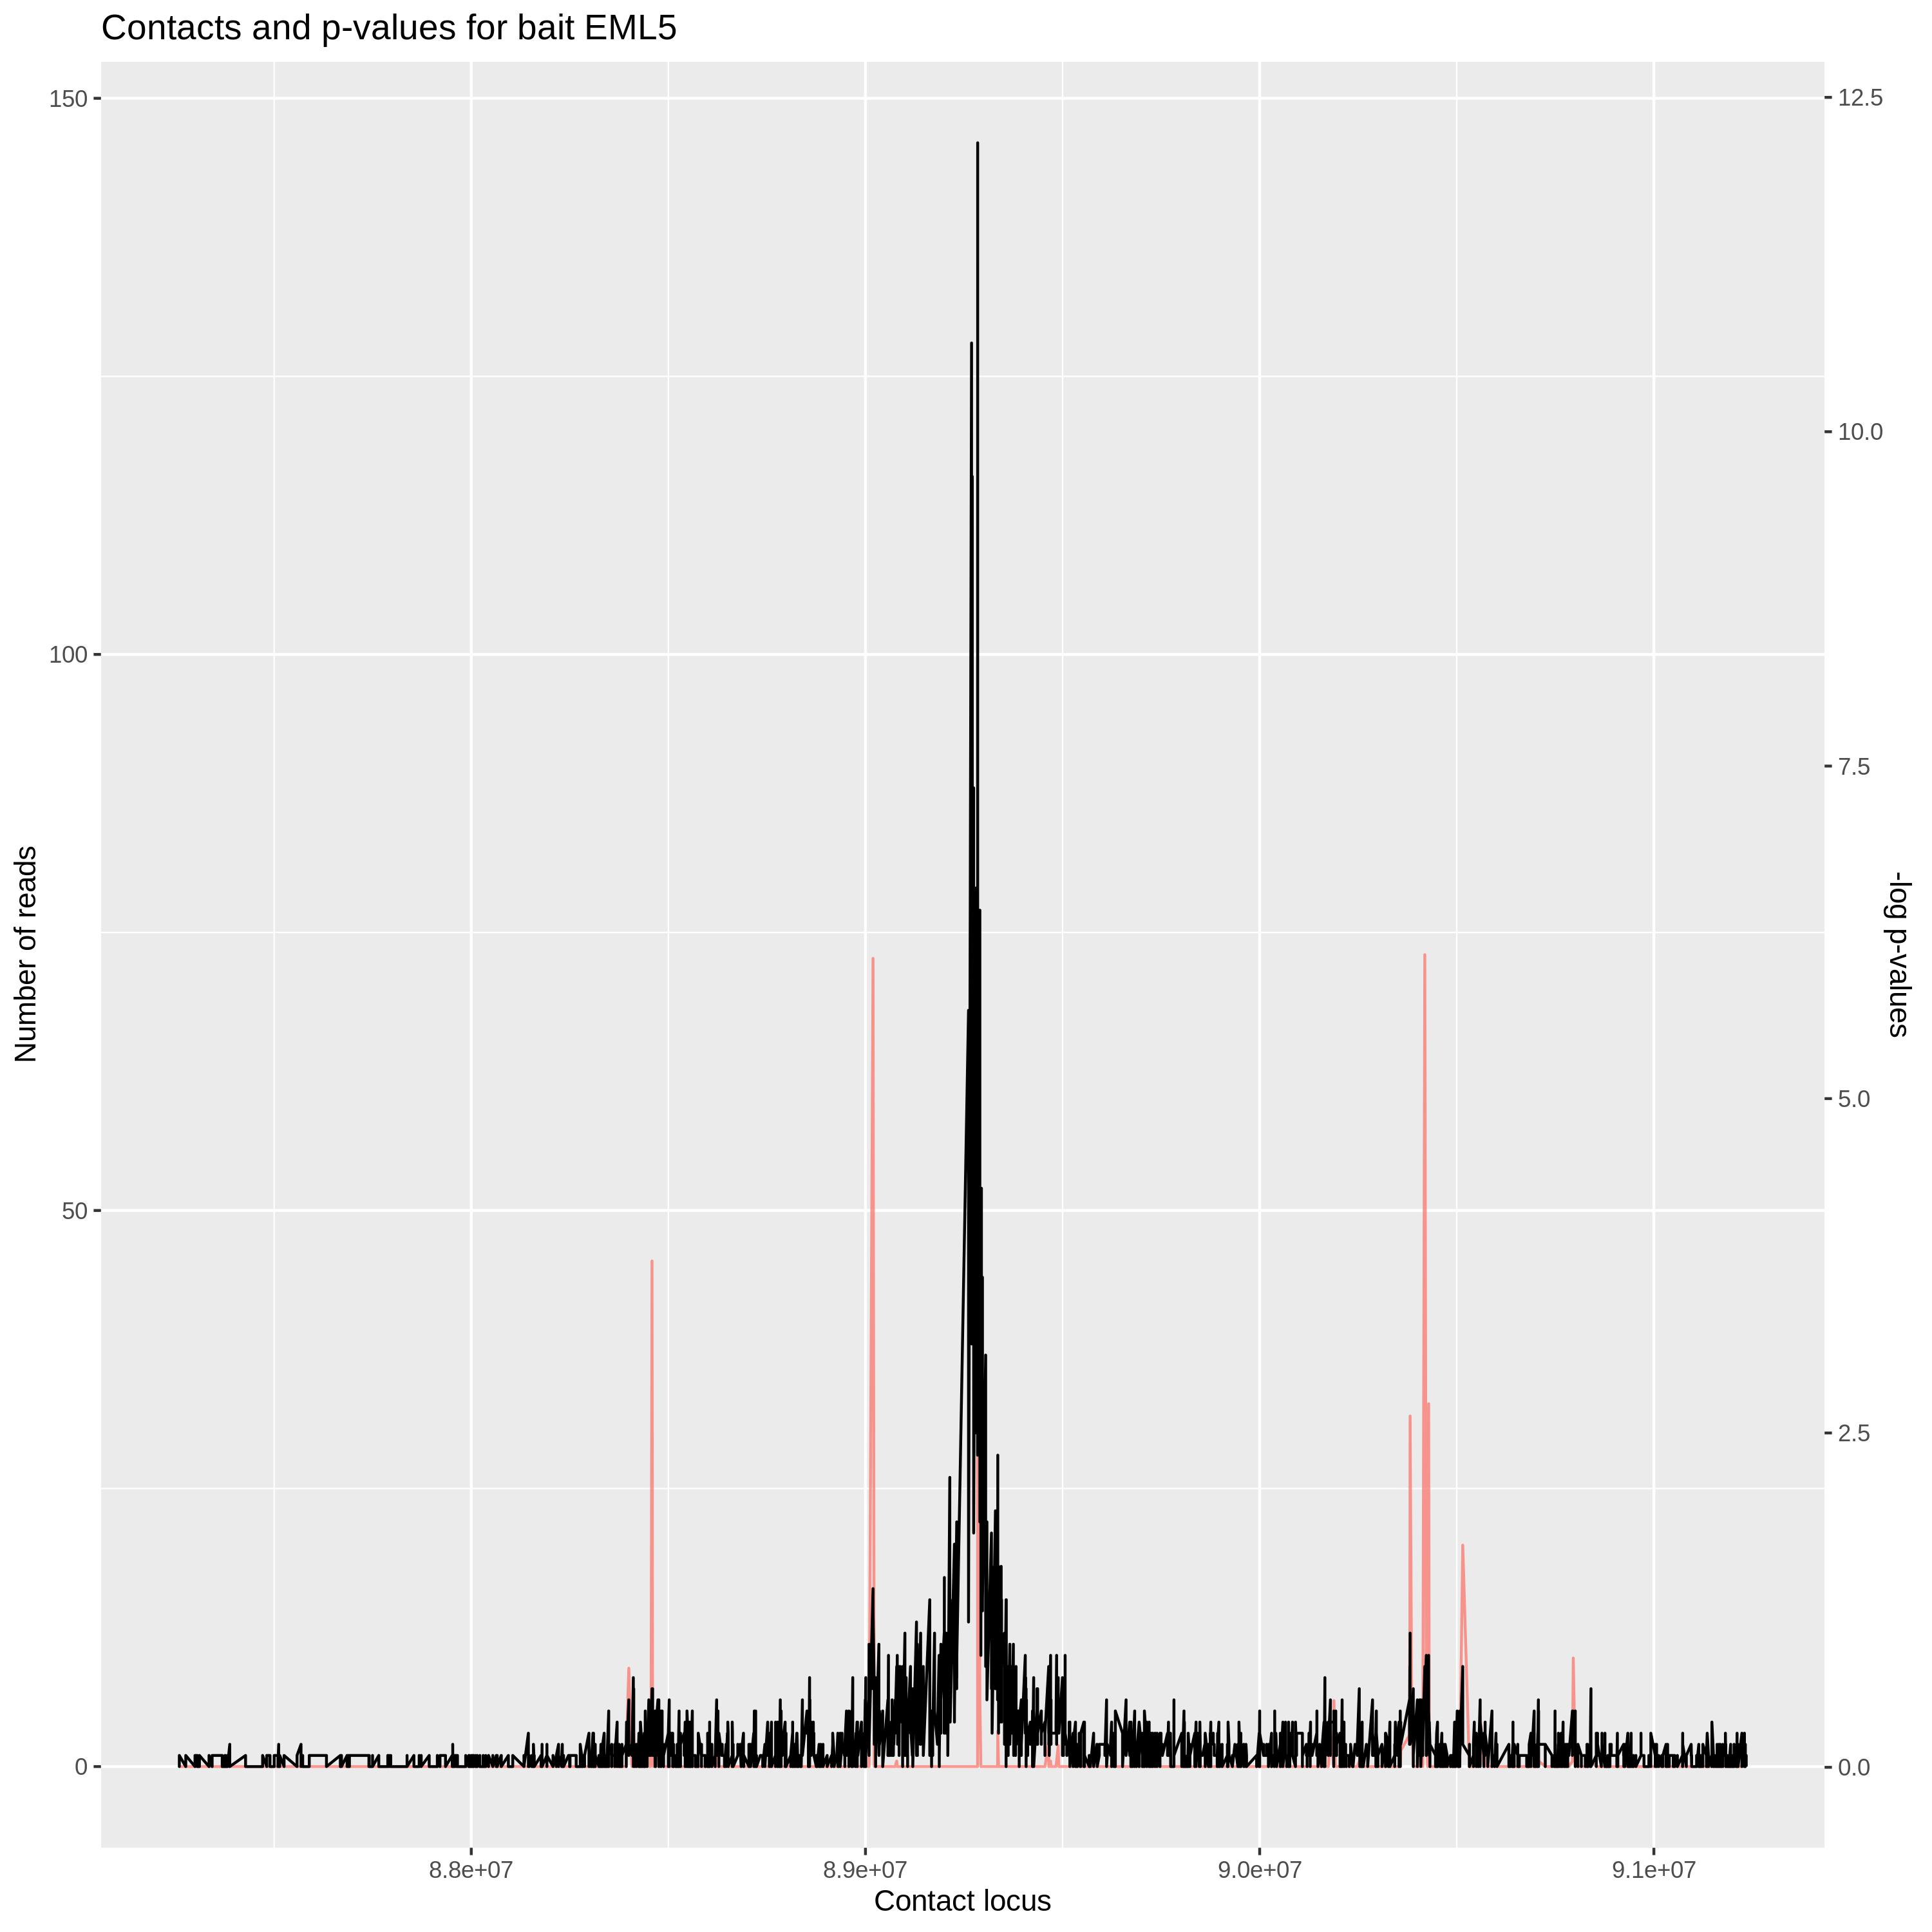 Contacts and p-values for bait EML5
150
100
50
0
Number of reads
12.5
10.0
7.5
5.0
2.5
0.0
-log p-values
8.8e+07
8.9e+07
9.0e+07
9.1e+07
Contact locus